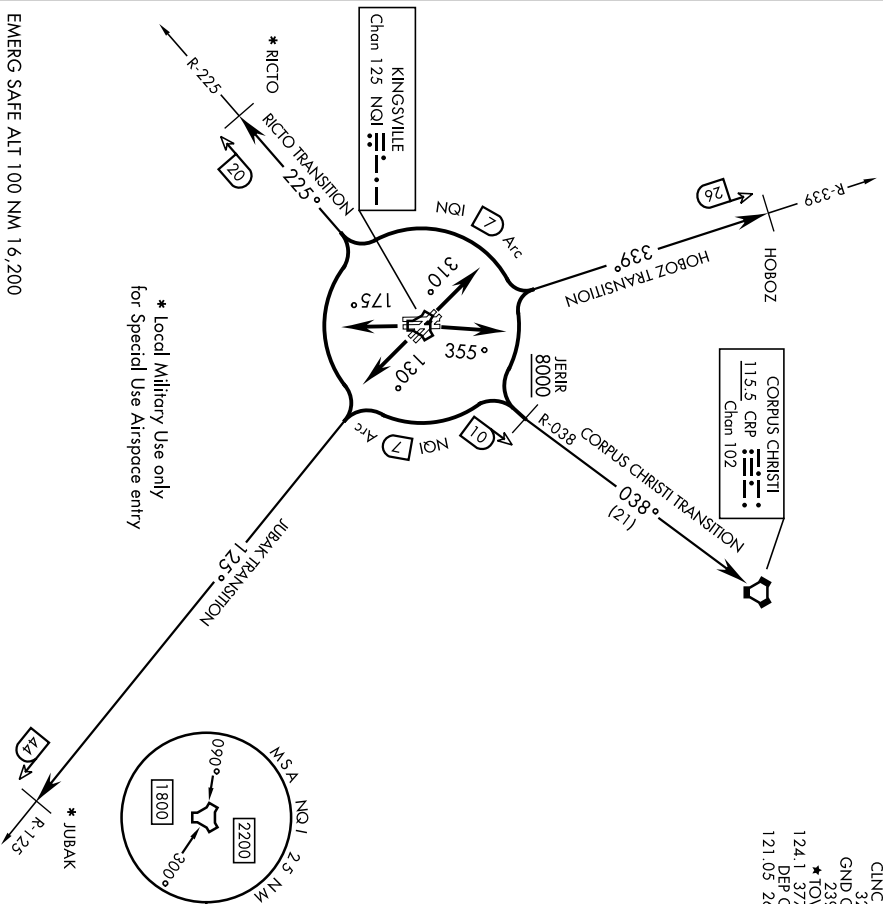 EMERG SAFE ALT 100 NM 16,200
R-225
* RICTO
RICTO TRANSITION
225°
20
KINGSVILLE
Chan 125 NQI
NQI 7 Arc
310°
175°
355°
130°
R-339
HOBOZ
26
339°
HOBOZ TRANSITION
JERIR
8000
10
NQI 7 Arc
R-038
CORPUS CHRISTI TRANSITION
038°
(21)
CORPUS CHRISTI
115.5 CRP
Chan 102
* Local Military Use only
for Special Use Airspace entry
JUBAK TRANSITION
125°
44
* JUBAK
R-125
MSA NQI 25 NM
090°
1800
2200
300°
CLNC
GND
124.1
121.05